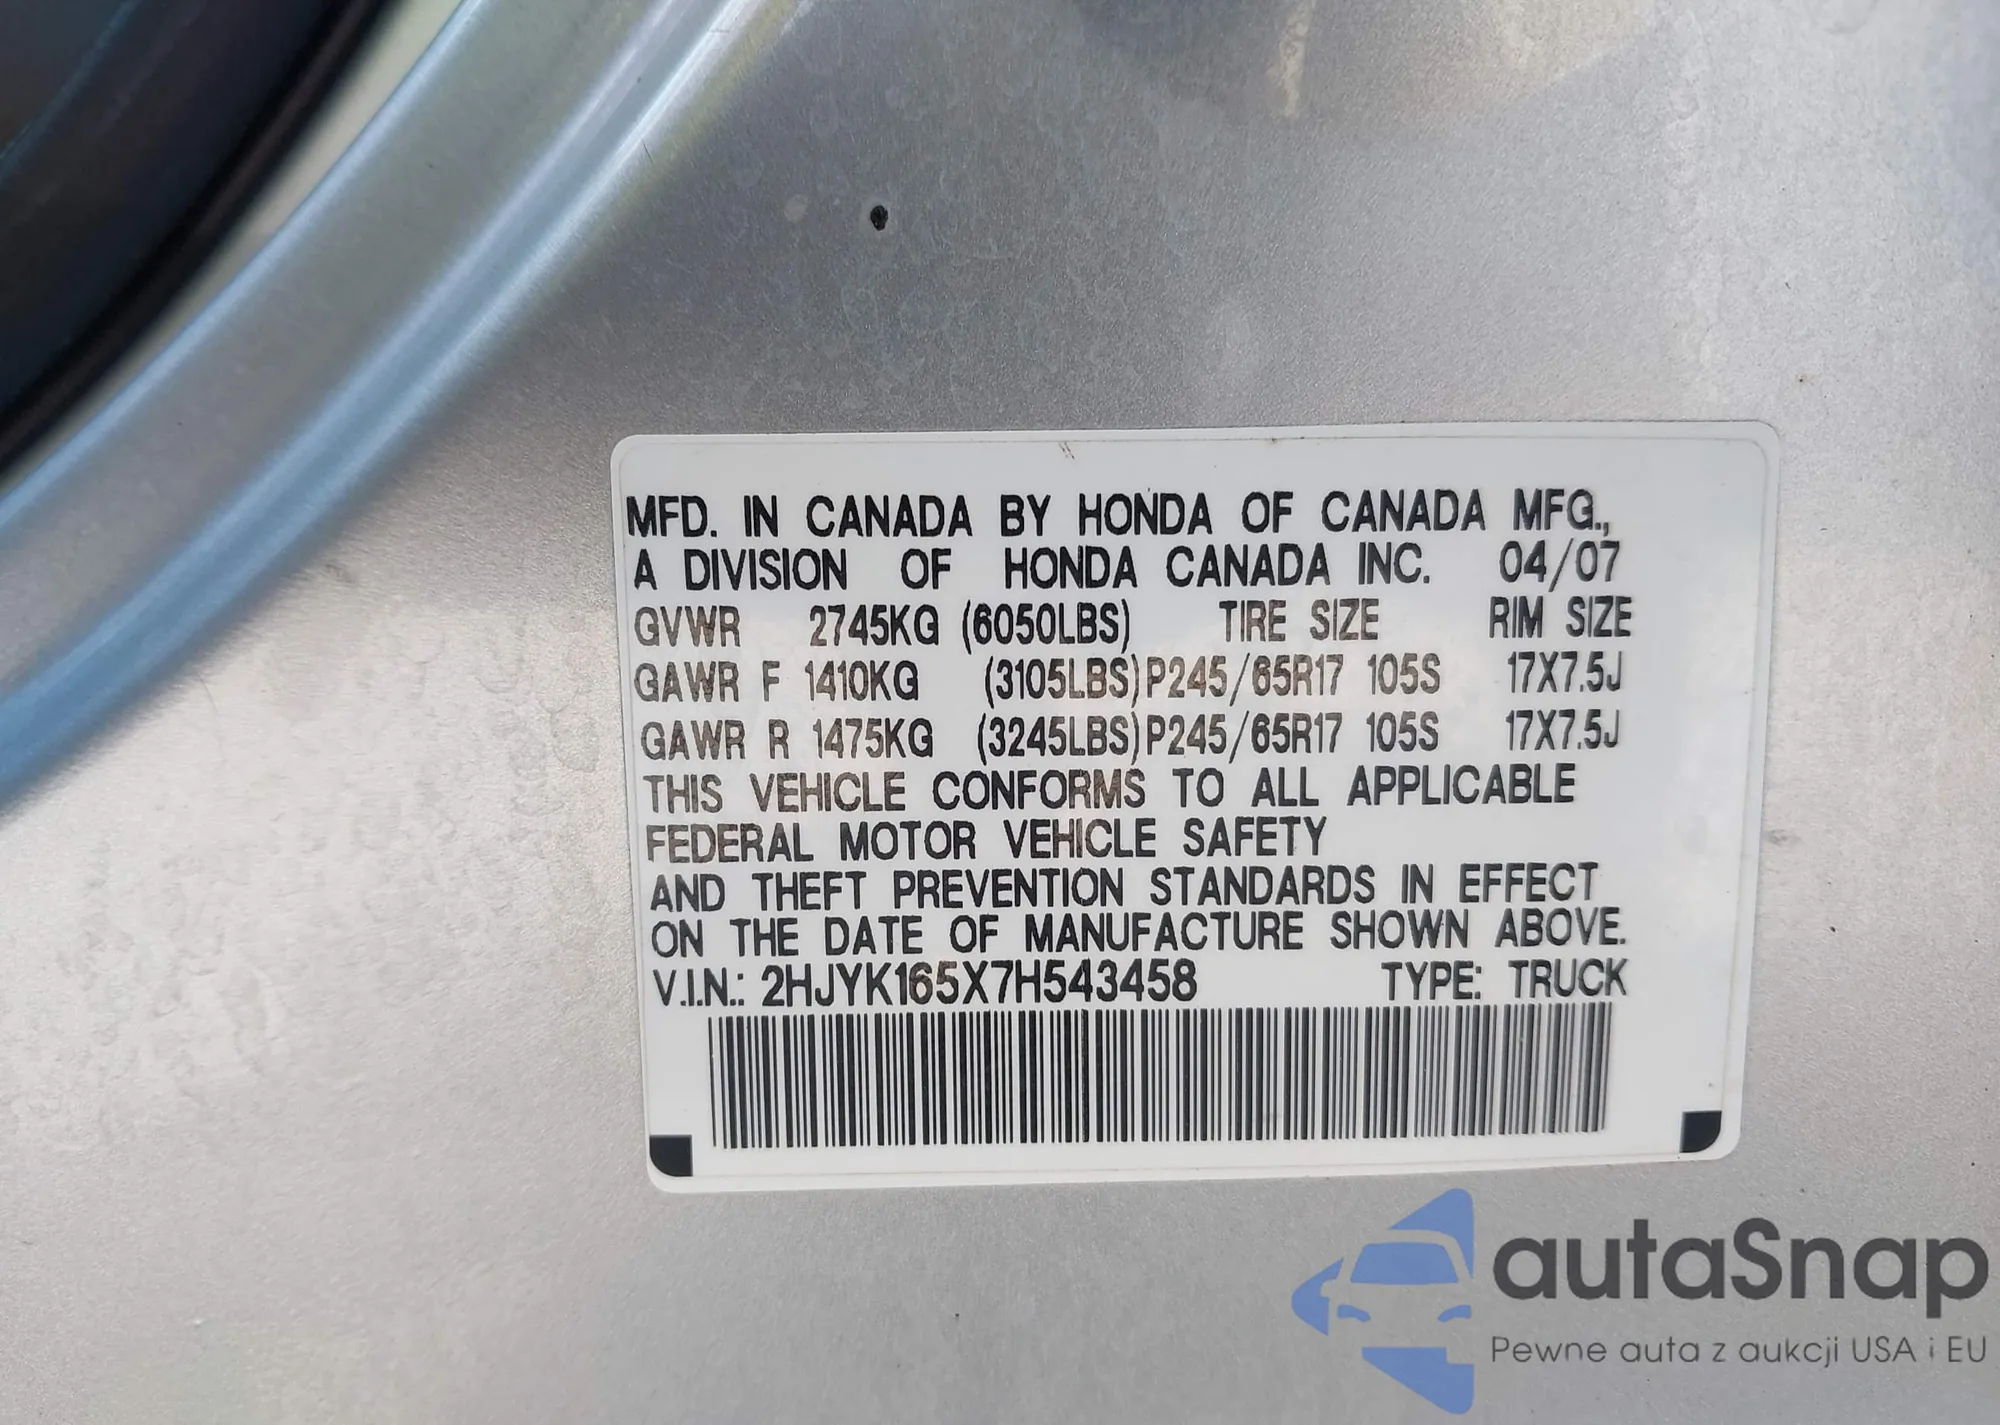 MFD. IN CANADA BY HONDA OF CANADA MFG.,
A DIVISION OF HONDA CANADA INC. 04/07
GVWR 2745KG (6050LBS) TIRE SIZE RIM SIZE
GAWR F 1410KG (3105LBS) P245/65R17 105S 17X7.5J
GAWR R 1475KG (3245LBS) P245/65R17 105S 17X7.5J
THIS VEHICLE CONFORMS TO ALL APPLICABLE
FEDERAL MOTOR VEHICLE SAFETY
AND THEFT PREVENTION STANDARDS IN EFFECT
ON THE DATE OF MANUFACTURE SHOWN ABOVE.
V.I.N.: 2HJYK165X7H543458 TYPE: TRUCK
autaSnap
Pewne auta z aukcji USA i EU